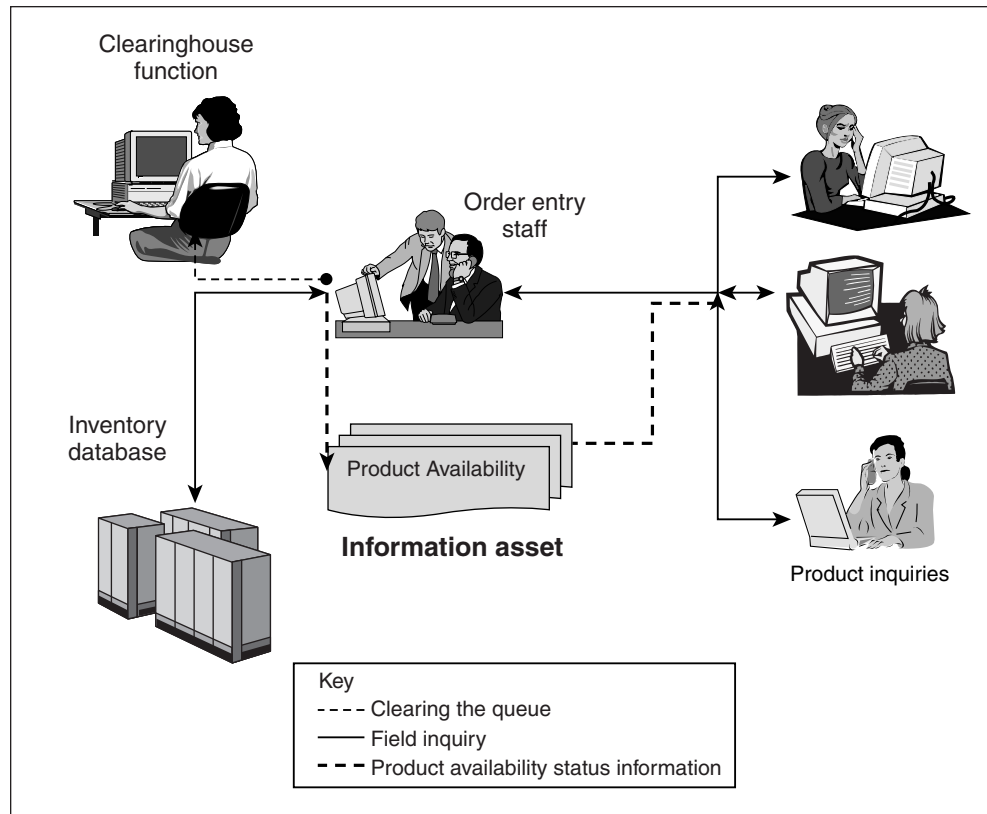 Clearinghouse
function
Order entry
staff
Inventory
database
Product Availability
Information asset
Product inquiries
Key
Clearing the queue
Field inquiry
Product availability status information